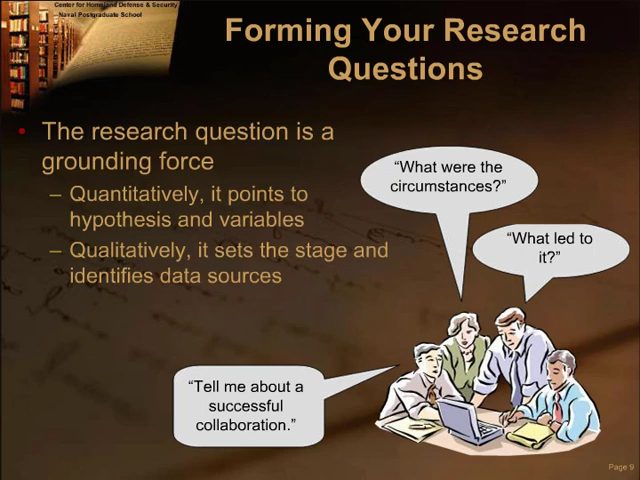 Center for Homeland Defense & Security
Naval Postgraduate School
Forming Your Research
Questions
• The research question is a
grounding force
– Quantitatively, it points to
hypothesis and variables
– Qualitatively, it sets the stage and
identifies data sources
“What were the
circumstances?”
“What led to
it?”
“Tell me about a
successful
collaboration.”
Page 9